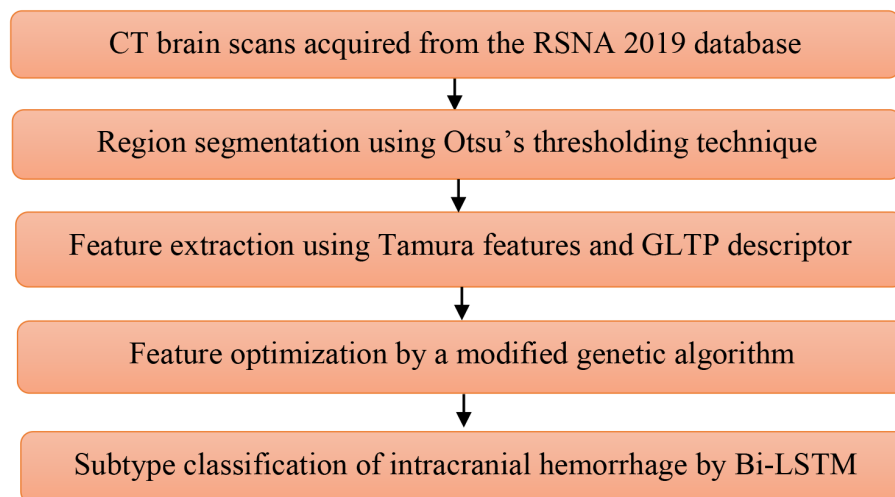 CT brain scans acquired from the RSNA 2019 database
Region segmentation using Otsu's thresholding technique
Feature extraction using Tamura features and GLTP descriptor
Feature optimization by a modified genetic algorithm
Subtype classification of intracranial hemorrhage by Bi-LSTM